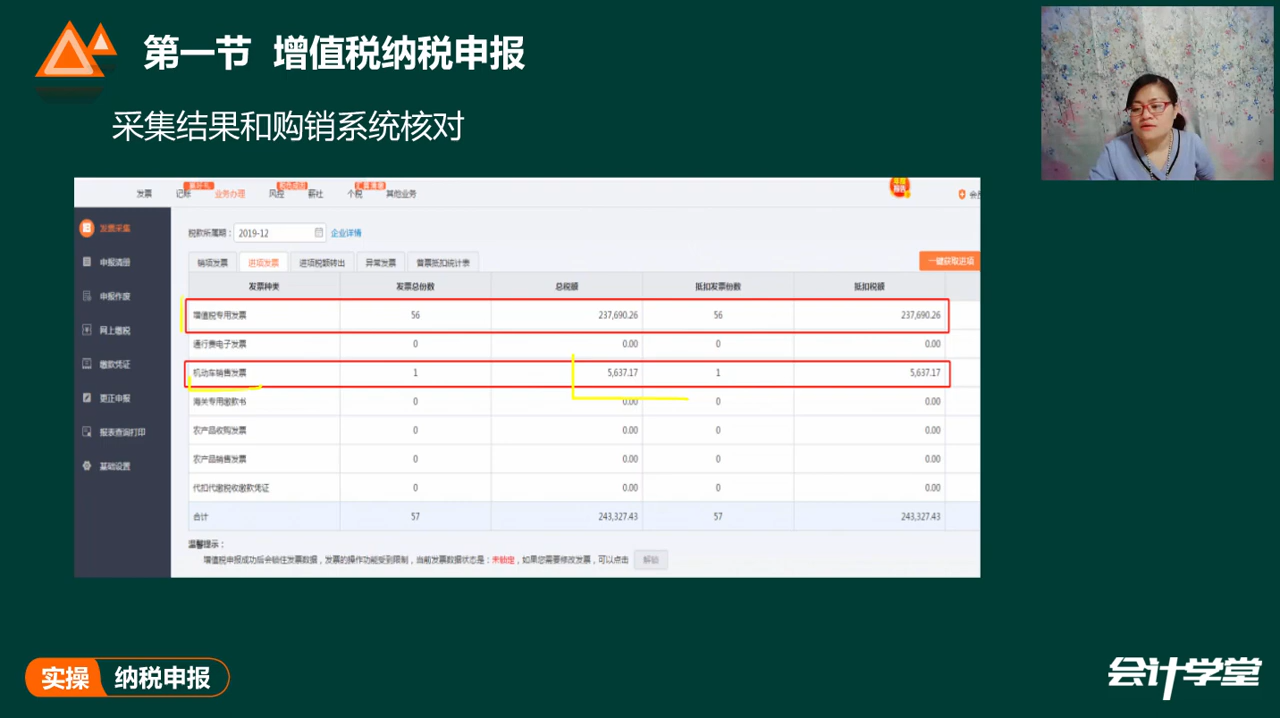 第一节 增值税纳税申报
采集结果和购销系统核对
发票 记账 业务办理 风控 薪社 个税 其他业务
发票采集
申报清册
申报作废
网上缴税
缴款凭证
更正申报
报表查询打印
基础设置
税款所属期: 2019-12 企业详情
销项发票 进项发票 进项税额转出 异常发票 普票抵扣统计表 一键获取进项
发票种类 发票总份数 总税额 抵扣发票份数 抵扣税额
增值税专用发票 56 237,690.26 56 237,690.26
通行费电子发票 0 0.00 0 0.00
机动车销售发票 1 5,637.17 1 5,637.17
海关专用缴款书 0 0.00 0 0.00
农产品收购发票 0 0.00 0 0.00
农产品销售发票 0 0.00 0 0.00
代扣代缴税收缴款凭证 0 0.00 0 0.00
合计 57 243,327.43 57 243,327.43
温馨提示:
增值税申报成功后会锁住发票数据,发票的操作功能受到限制,当前发票数据状态是:未锁定,如果您需要修改发票,可以点击 解锁
实操 纳税申报
会计学堂